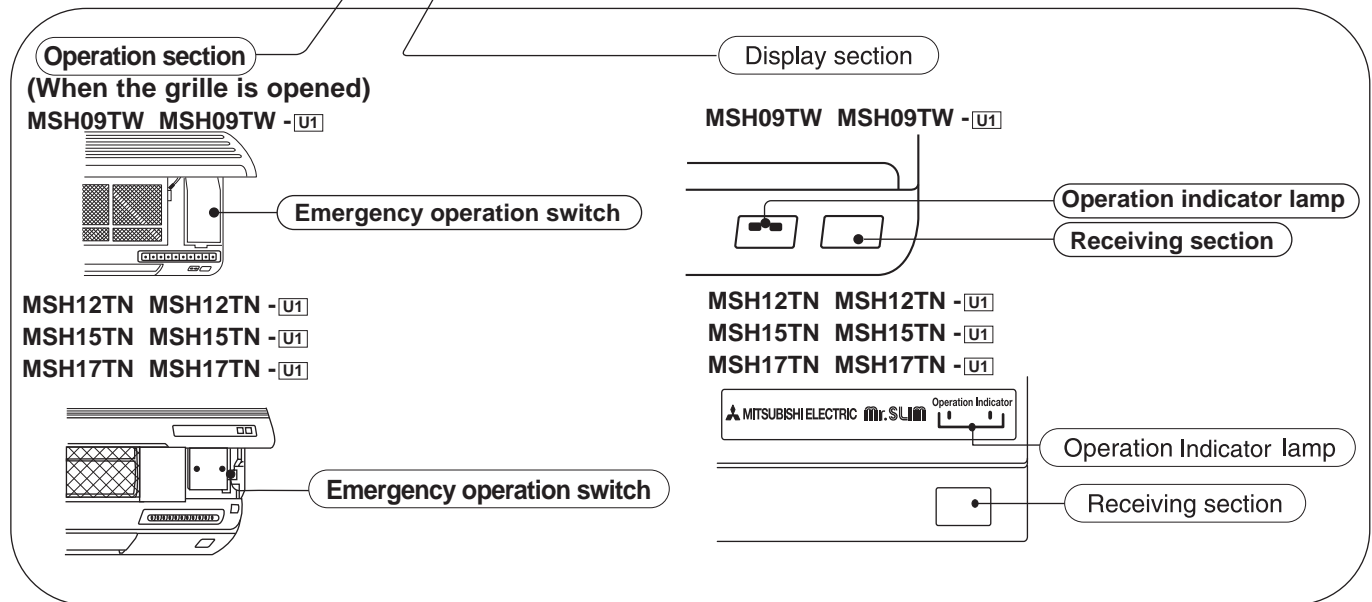 Operation section
(When the grille is opened)
MSH09TW MSH09TW -U1
Emergency operation switch
MSH12TN MSH12TN -U1
MSH15TN MSH15TN -U1
MSH17TN MSH17TN -U1
Emergency operation switch
Display section
MSH09TW MSH09TW -U1
Operation indicator lamp
Receiving section
MSH12TN MSH12TN -U1
MSH15TN MSH15TN -U1
MSH17TN MSH17TN -U1
MITSUBISHI ELECTRIC Mr.SLIM Operation Indicator
Operation Indicator lamp
Receiving section